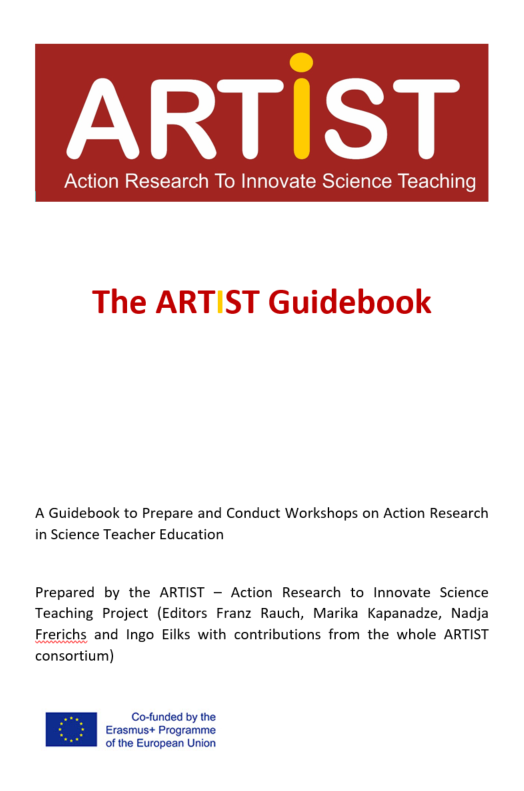 ARTiST
Action Research To Innovate Science Teaching
The ARTIST Guidebook
A Guidebook to Prepare and Conduct Workshops on Action Research
in Science Teacher Education
Prepared by the ARTIST – Action Research to Innovate Science
Teaching Project (Editors Franz Rauch, Marika Kapanadze, Nadja
Frerichs and Ingo Eilks with contributions from the whole ARTIST
consortium)
Co-funded by the
Erasmus+ Programme
of the European Union